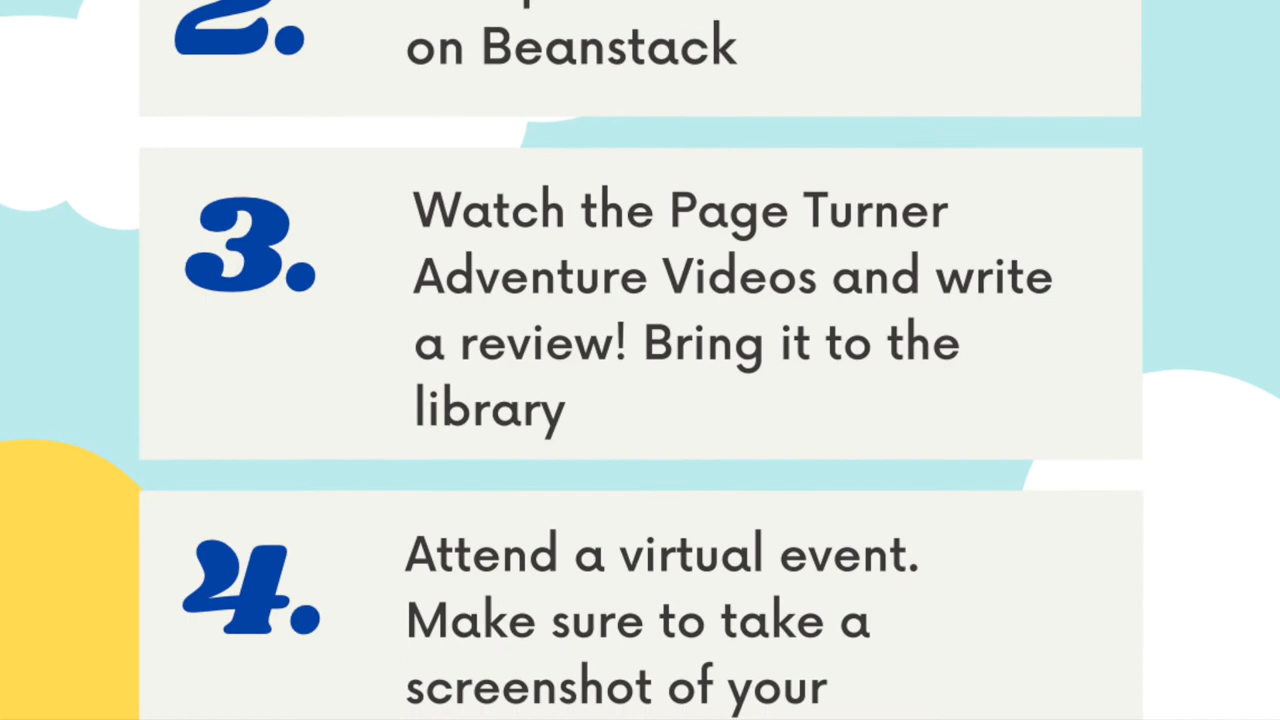 2.
on Beanstack
3.
Watch the Page Turner
Adventure Videos and write
a review! Bring it to the
library
4.
Attend a virtual event.
Make sure to take a
screenshot of your